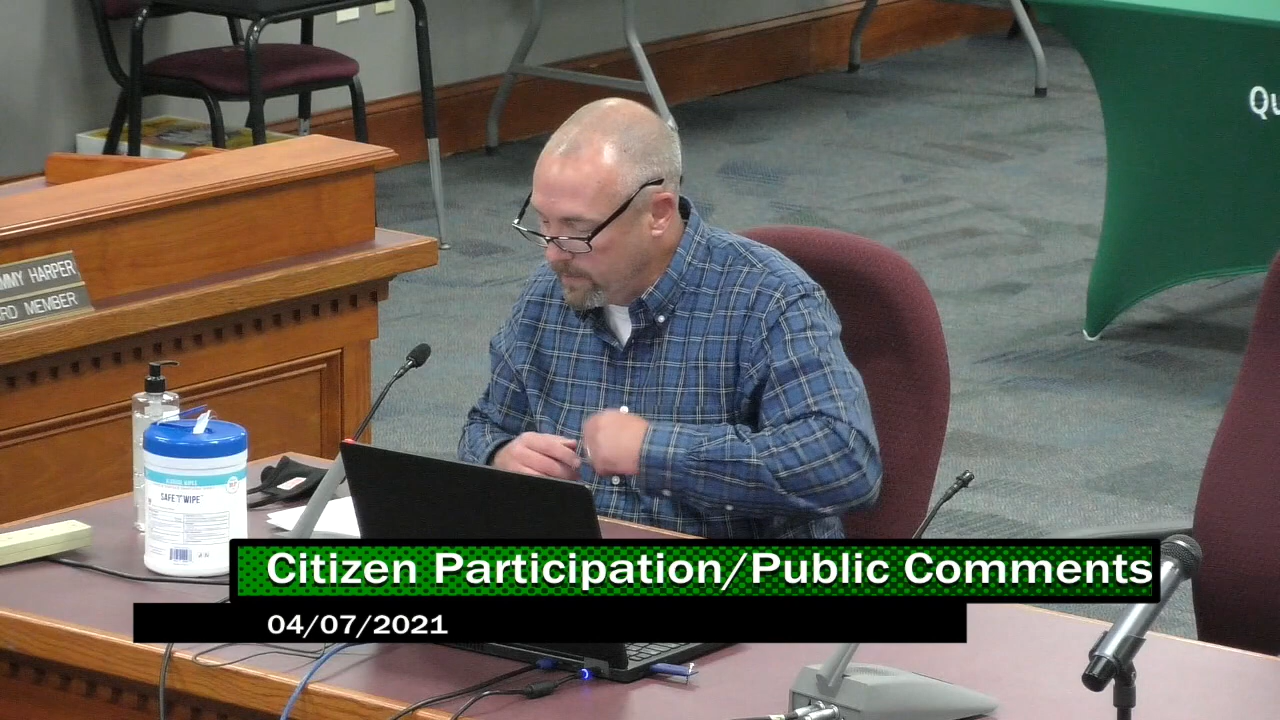 Qu
MMY HARPER
RD MEMBER
SAFE T WIPE
Citizen Participation/Public Comments
04/07/2021